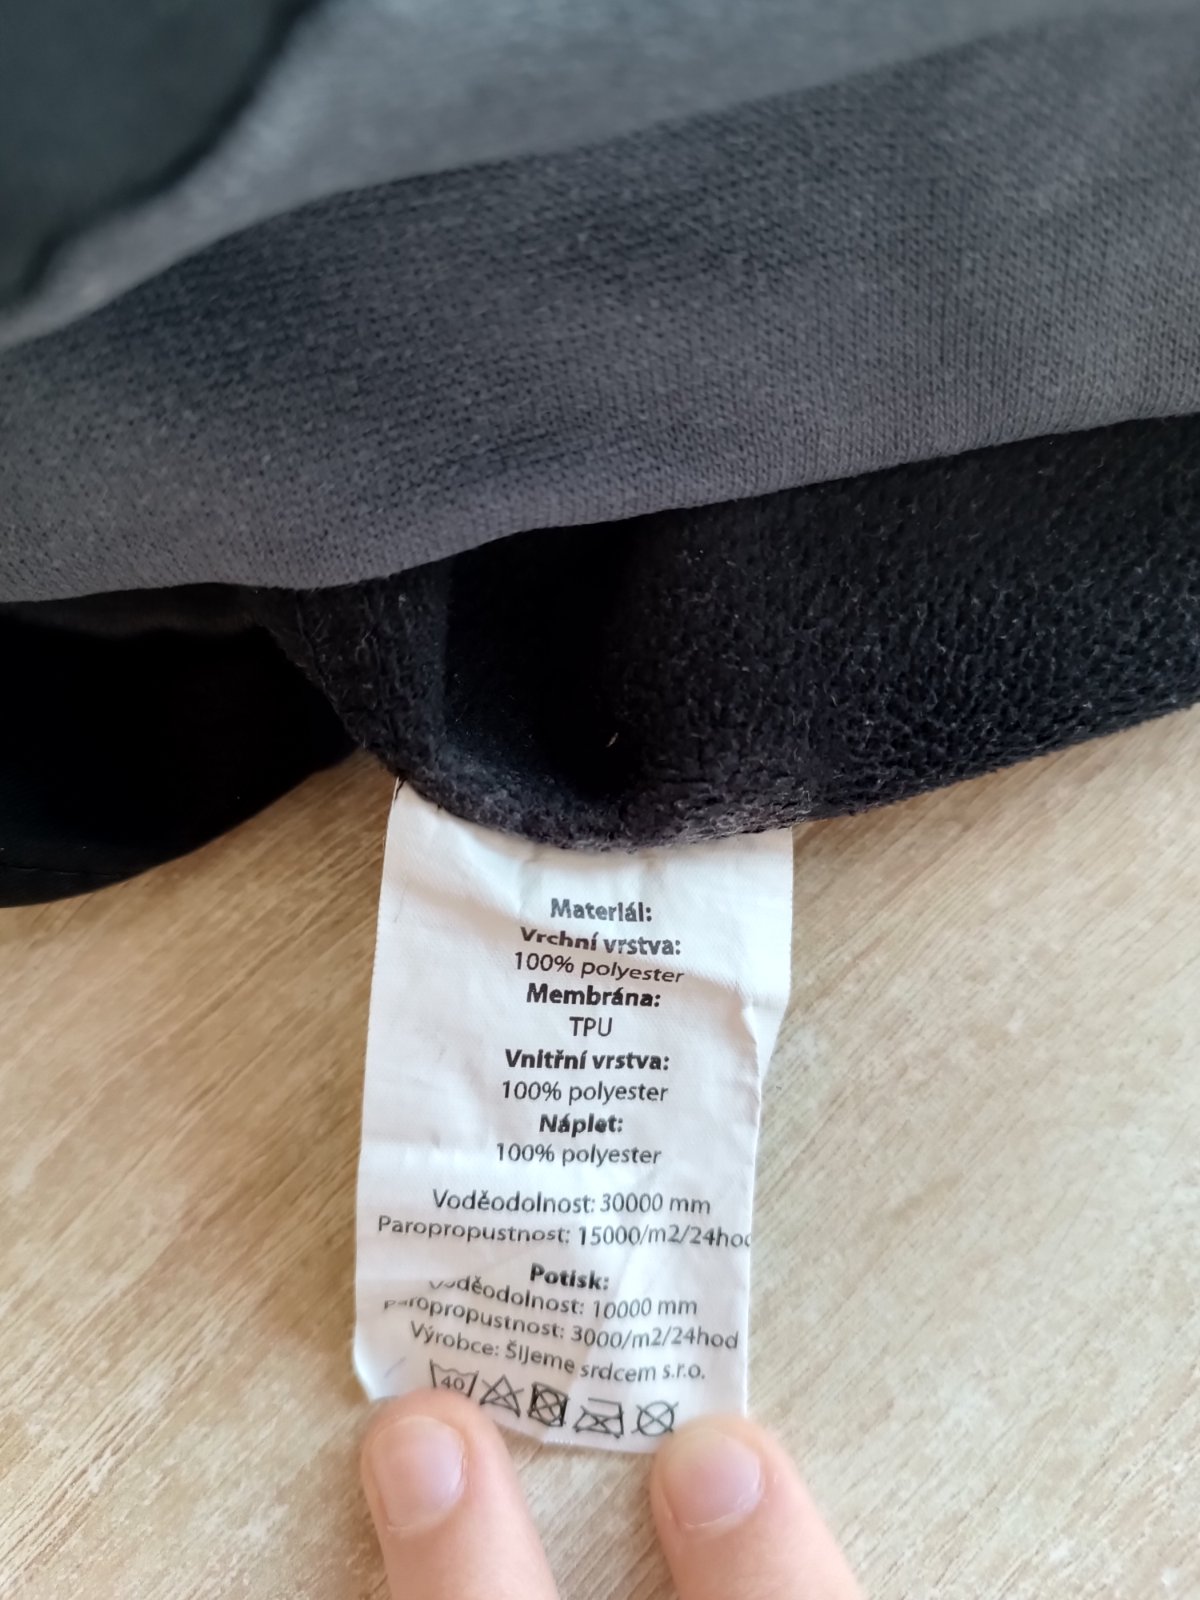 Materiál:
Vrchní vrstva:
100% polyester
Membrána:
TPU
Vnitřní vrstva:
100% polyester
Náplet:
100% polyester
Voděodolnost: 30000 mm
Paropropustnost: 15000/m2/24hod
Potisk:
Voděodolnost: 10000 mm
Paropropustnost: 3000/m2/24hod
Výrobce: Šijeme srdcem s.r.o.
40